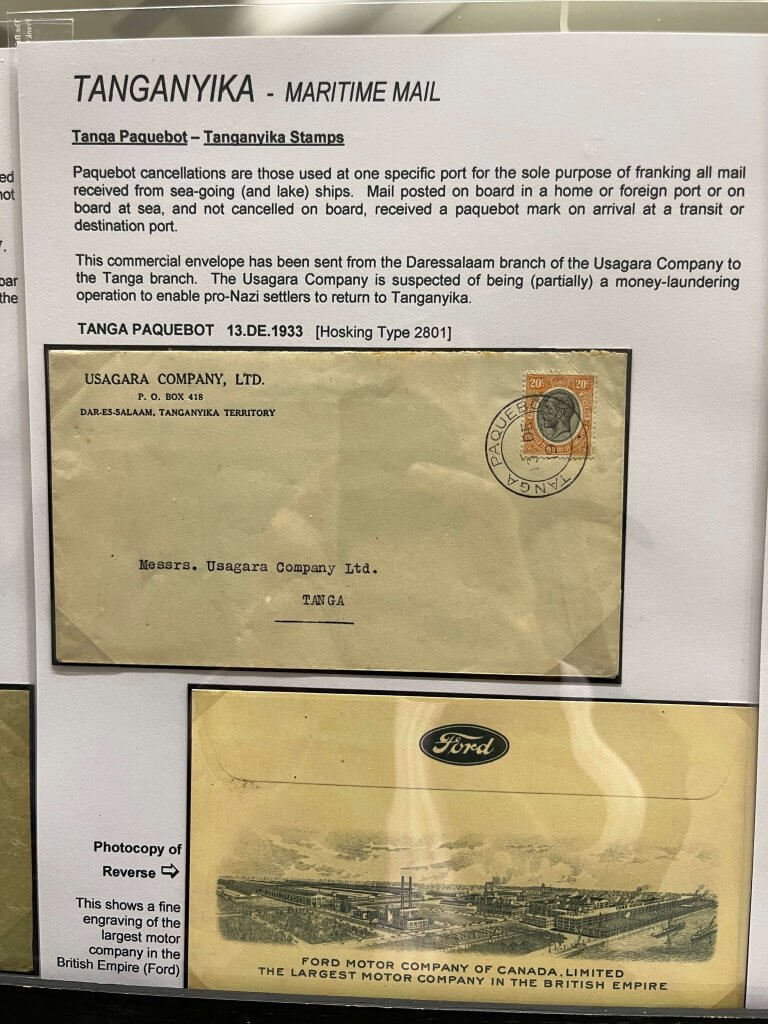 TANGANYIKA - MARITIME MAIL
Tanga Paquebot – Tanganyika Stamps
Paquebot cancellations are those used at one specific port for the sole purpose of franking all mail
received from sea-going (and lake) ships. Mail posted on board in a home or foreign port or on
board at sea, and not cancelled on board, received a paquebot mark on arrival at a transit or
destination port.
This commercial envelope has been sent from the Daressalaam branch of the Usagara Company to
the Tanga branch. The Usagara Company is suspected of being (partially) a money-laundering
operation to enable pro-Nazi settlers to return to Tanganyika.
TANGA PAQUEBOT 13.DE.1933 [Hosking Type 2801]
USAGARA COMPANY, LTD.
P. O. BOX 418
DAR-ES-SALAAM, TANGANYIKA TERRITORY
20c 20c
TANGA PAQUEBOT
DE
Messrs. Usagara Company Ltd.
TANGA
Ford
Photocopy of
Reverse
This shows a fine
engraving of the
largest motor
company in the
British Empire (Ford)
FORD MOTOR COMPANY OF CANADA, LIMITED
THE LARGEST MOTOR COMPANY IN THE BRITISH EMPIRE